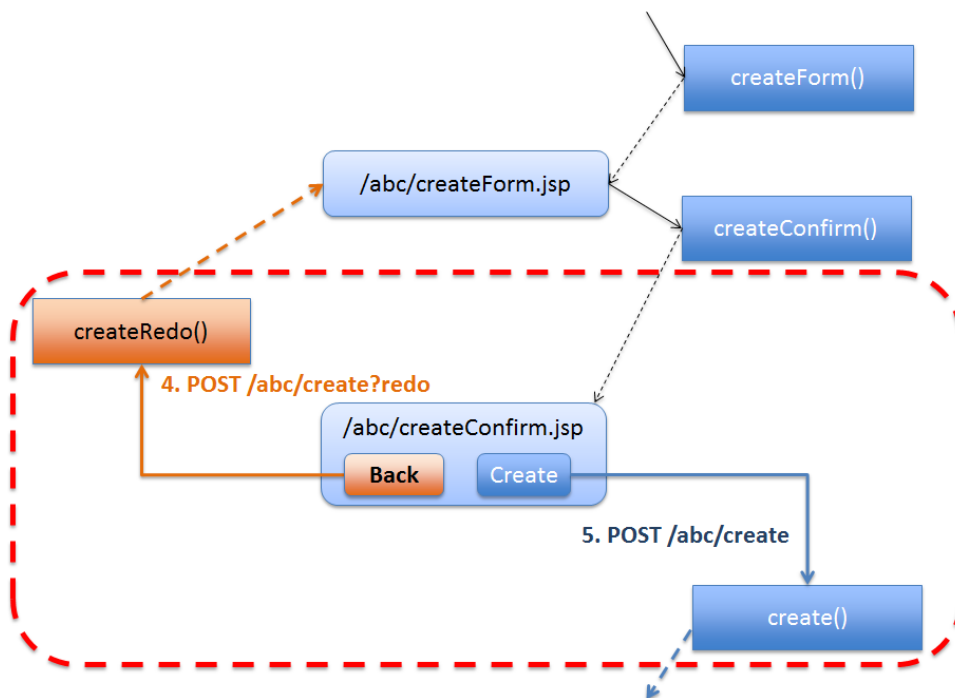 createForm()
/abc/createForm.jsp
createConfirm()
createRedo()
4. POST /abc/create?redo
/abc/createConfirm.jsp
Back
Create
5. POST /abc/create
create()